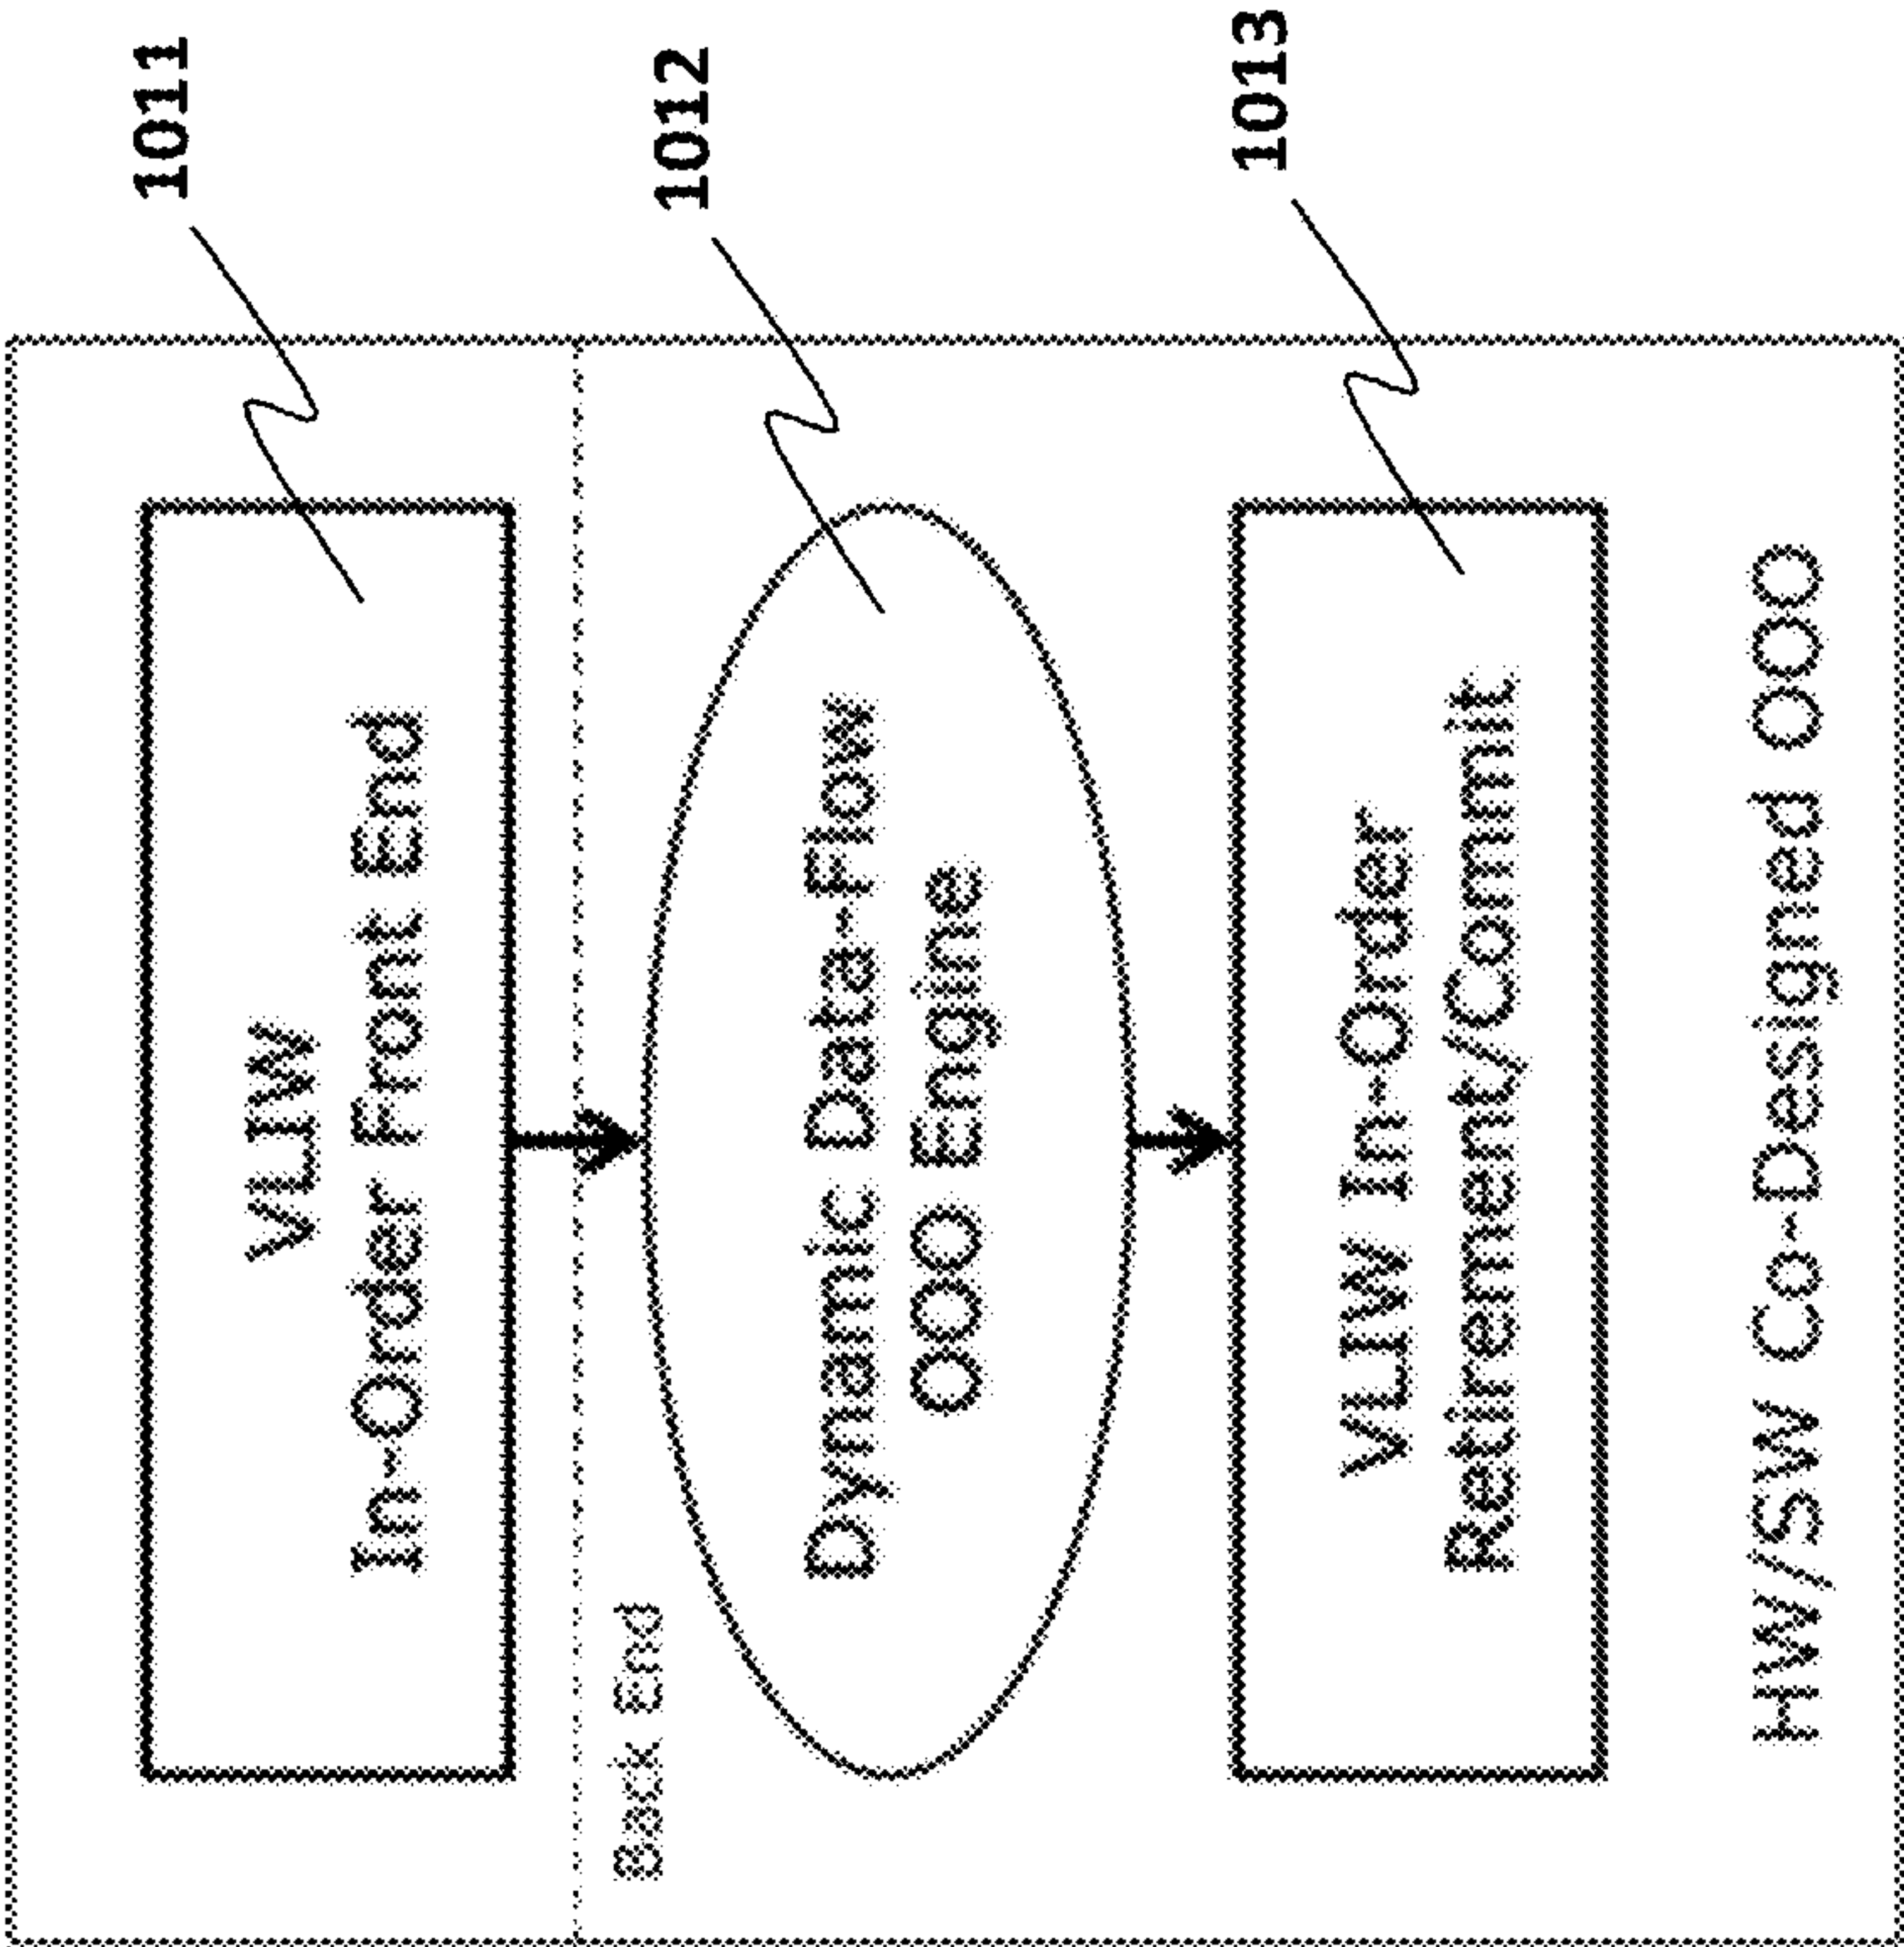 1011
VLIW
In-Order Front End
Back End
1012
Dynamic Data-Flow
OOO Engine
1013
VLIW In-Order
Retirement/Commit
HW/SW Co-Designed OOO